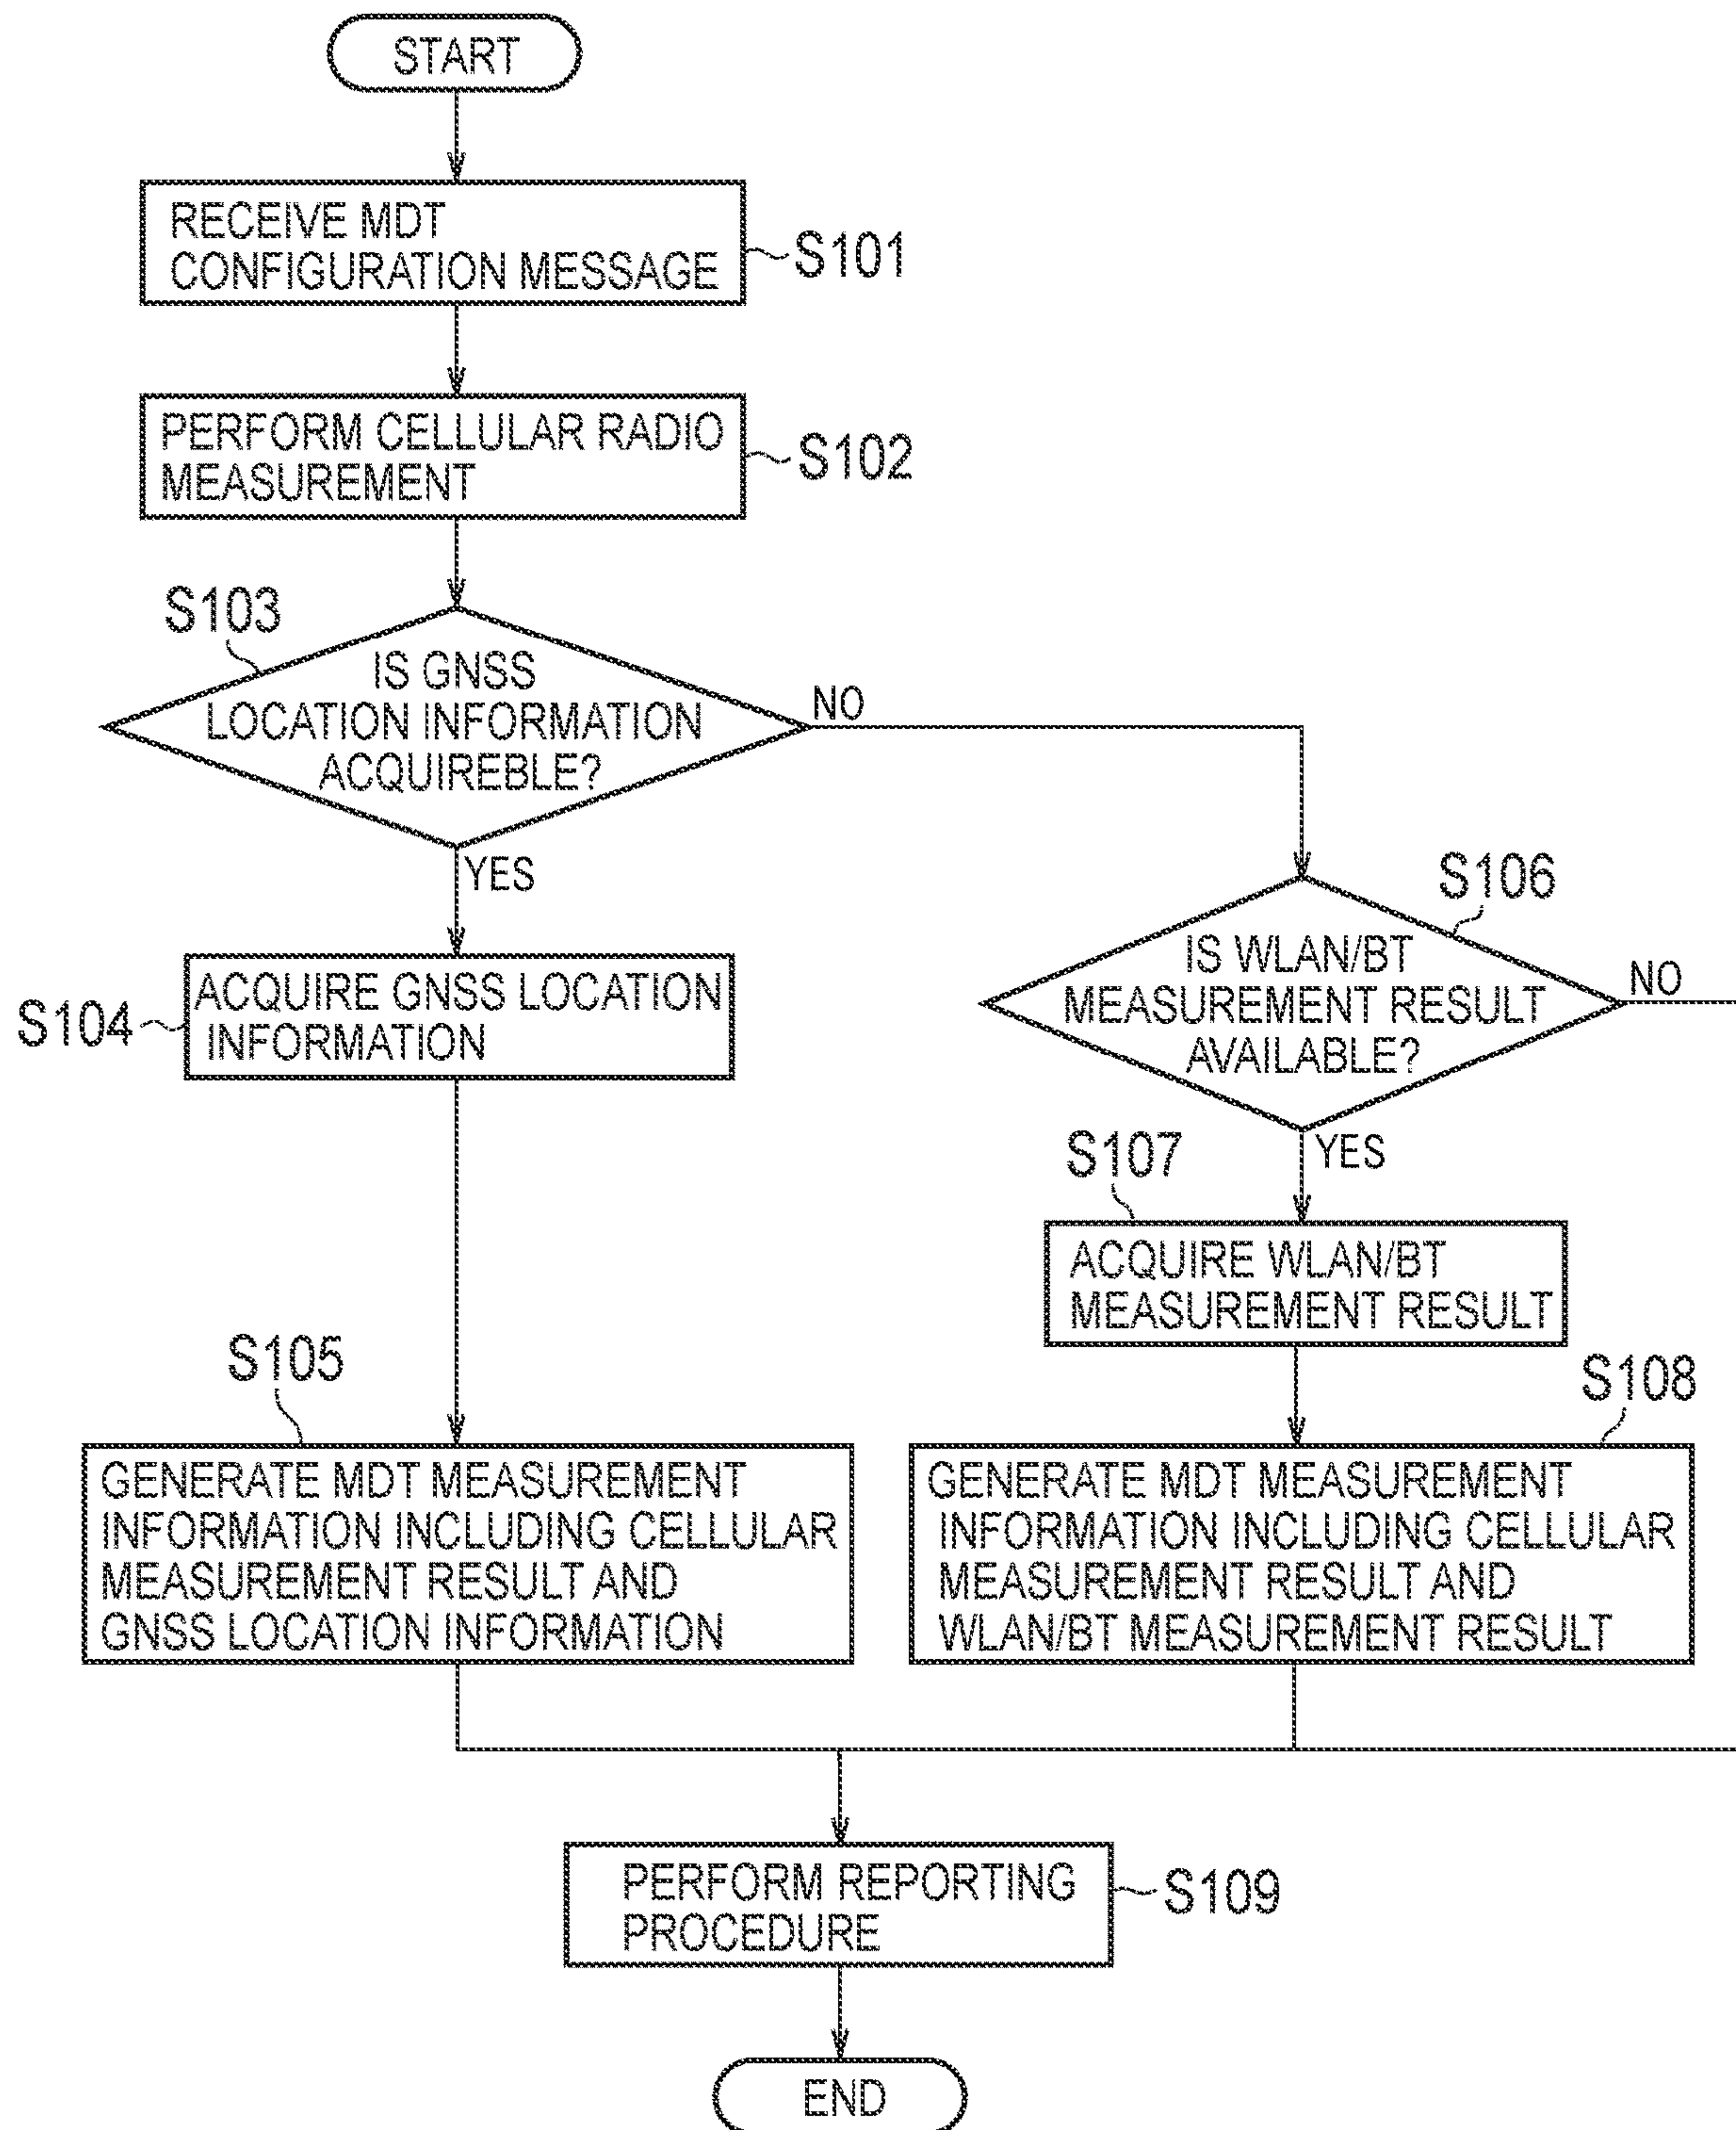 START
RECEIVE MDT
CONFIGURATION MESSAGE
S101
PERFORM CELLULAR RADIO
MEASUREMENT
S102
S103
IS GNSS
LOCATION INFORMATION
ACQUIREBLE?
NO
YES
S104
ACQUIRE GNSS LOCATION
INFORMATION
S106
IS WLAN/BT
MEASUREMENT RESULT
AVAILABLE?
NO
YES
S107
ACQUIRE WLAN/BT
MEASUREMENT RESULT
S105
GENERATE MDT MEASUREMENT
INFORMATION INCLUDING CELLULAR
MEASUREMENT RESULT AND
GNSS LOCATION INFORMATION
S108
GENERATE MDT MEASUREMENT
INFORMATION INCLUDING CELLULAR
MEASUREMENT RESULT AND
WLAN/BT MEASUREMENT RESULT
PERFORM REPORTING
PROCEDURE
S109
END